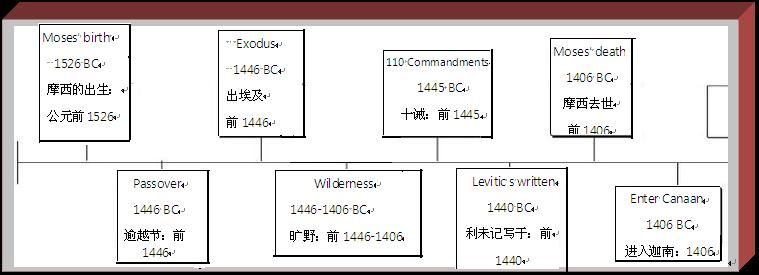 Moses' birth
1526 BC
摩西的出生:
公元前 1526
Exodus
1446 BC
出埃及
前 1446
110 Commandments
1445 BC
十诫: 前 1445
Moses' death
1406 BC
摩西去世
前 1406
Passover
1446 BC
逾越节: 前
1446
Wilderness
1446-1406 BC
旷野: 前 1446-1406
Levitic's written
1440 BC
利未记写于: 前
1440
Enter Canaan
1406 BC
进入迦南: 1406